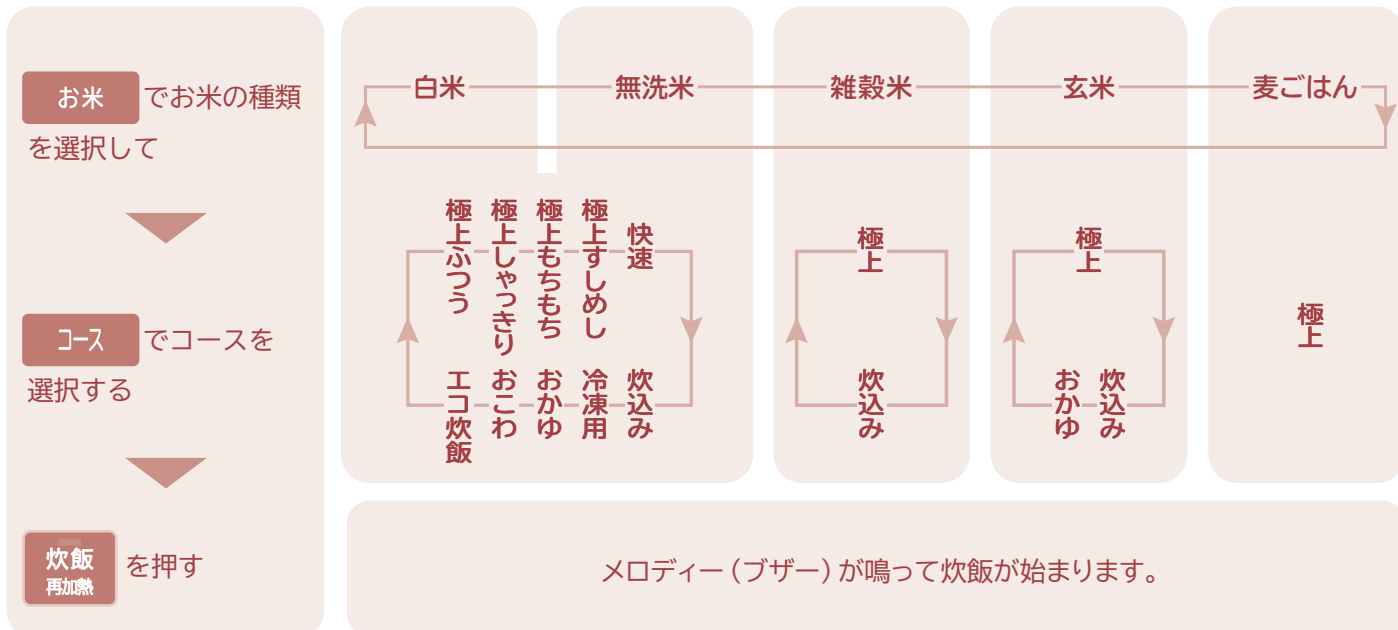 お米 でお米の種類
を選択して
コース でコースを
選択する
炊飯
再加熱
を押す
白米
無洗米
雑穀米
玄米
麦ごはん
極上ふつう
極上しゃっきり
極上もちもち
極上すしめし
快速
エコ炊飯
おこわ
おかゆ
冷凍用
炊込み
極上
炊込み
極上
おかゆ
炊込み
極上
メロディー（ブザー）が鳴って炊飯が始まります。